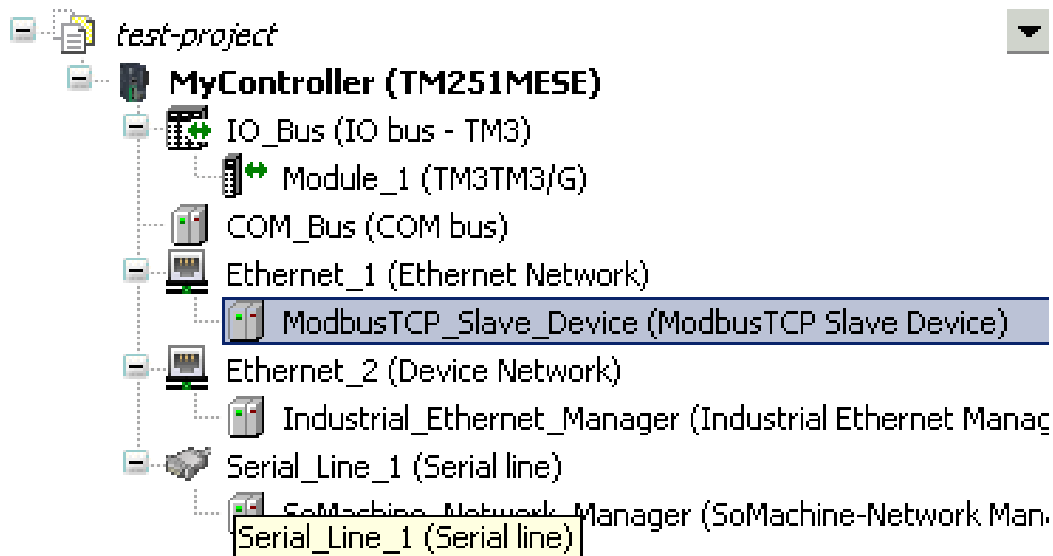 test-project
MyController (TM251MESE)
IO_Bus (IO bus - TM3)
Module_1 (TM3TM3/G)
COM_Bus (COM bus)
Ethernet_1 (Ethernet Network)
ModbusTCP_Slave_Device (ModbusTCP Slave Device)
Ethernet_2 (Device Network)
Industrial_Ethernet_Manager (Industrial Ethernet Manag
Serial_Line_1 (Serial line)
SoMachine_Network_Manager (SoMachine-Network Man
Serial_Line_1 (Serial line)